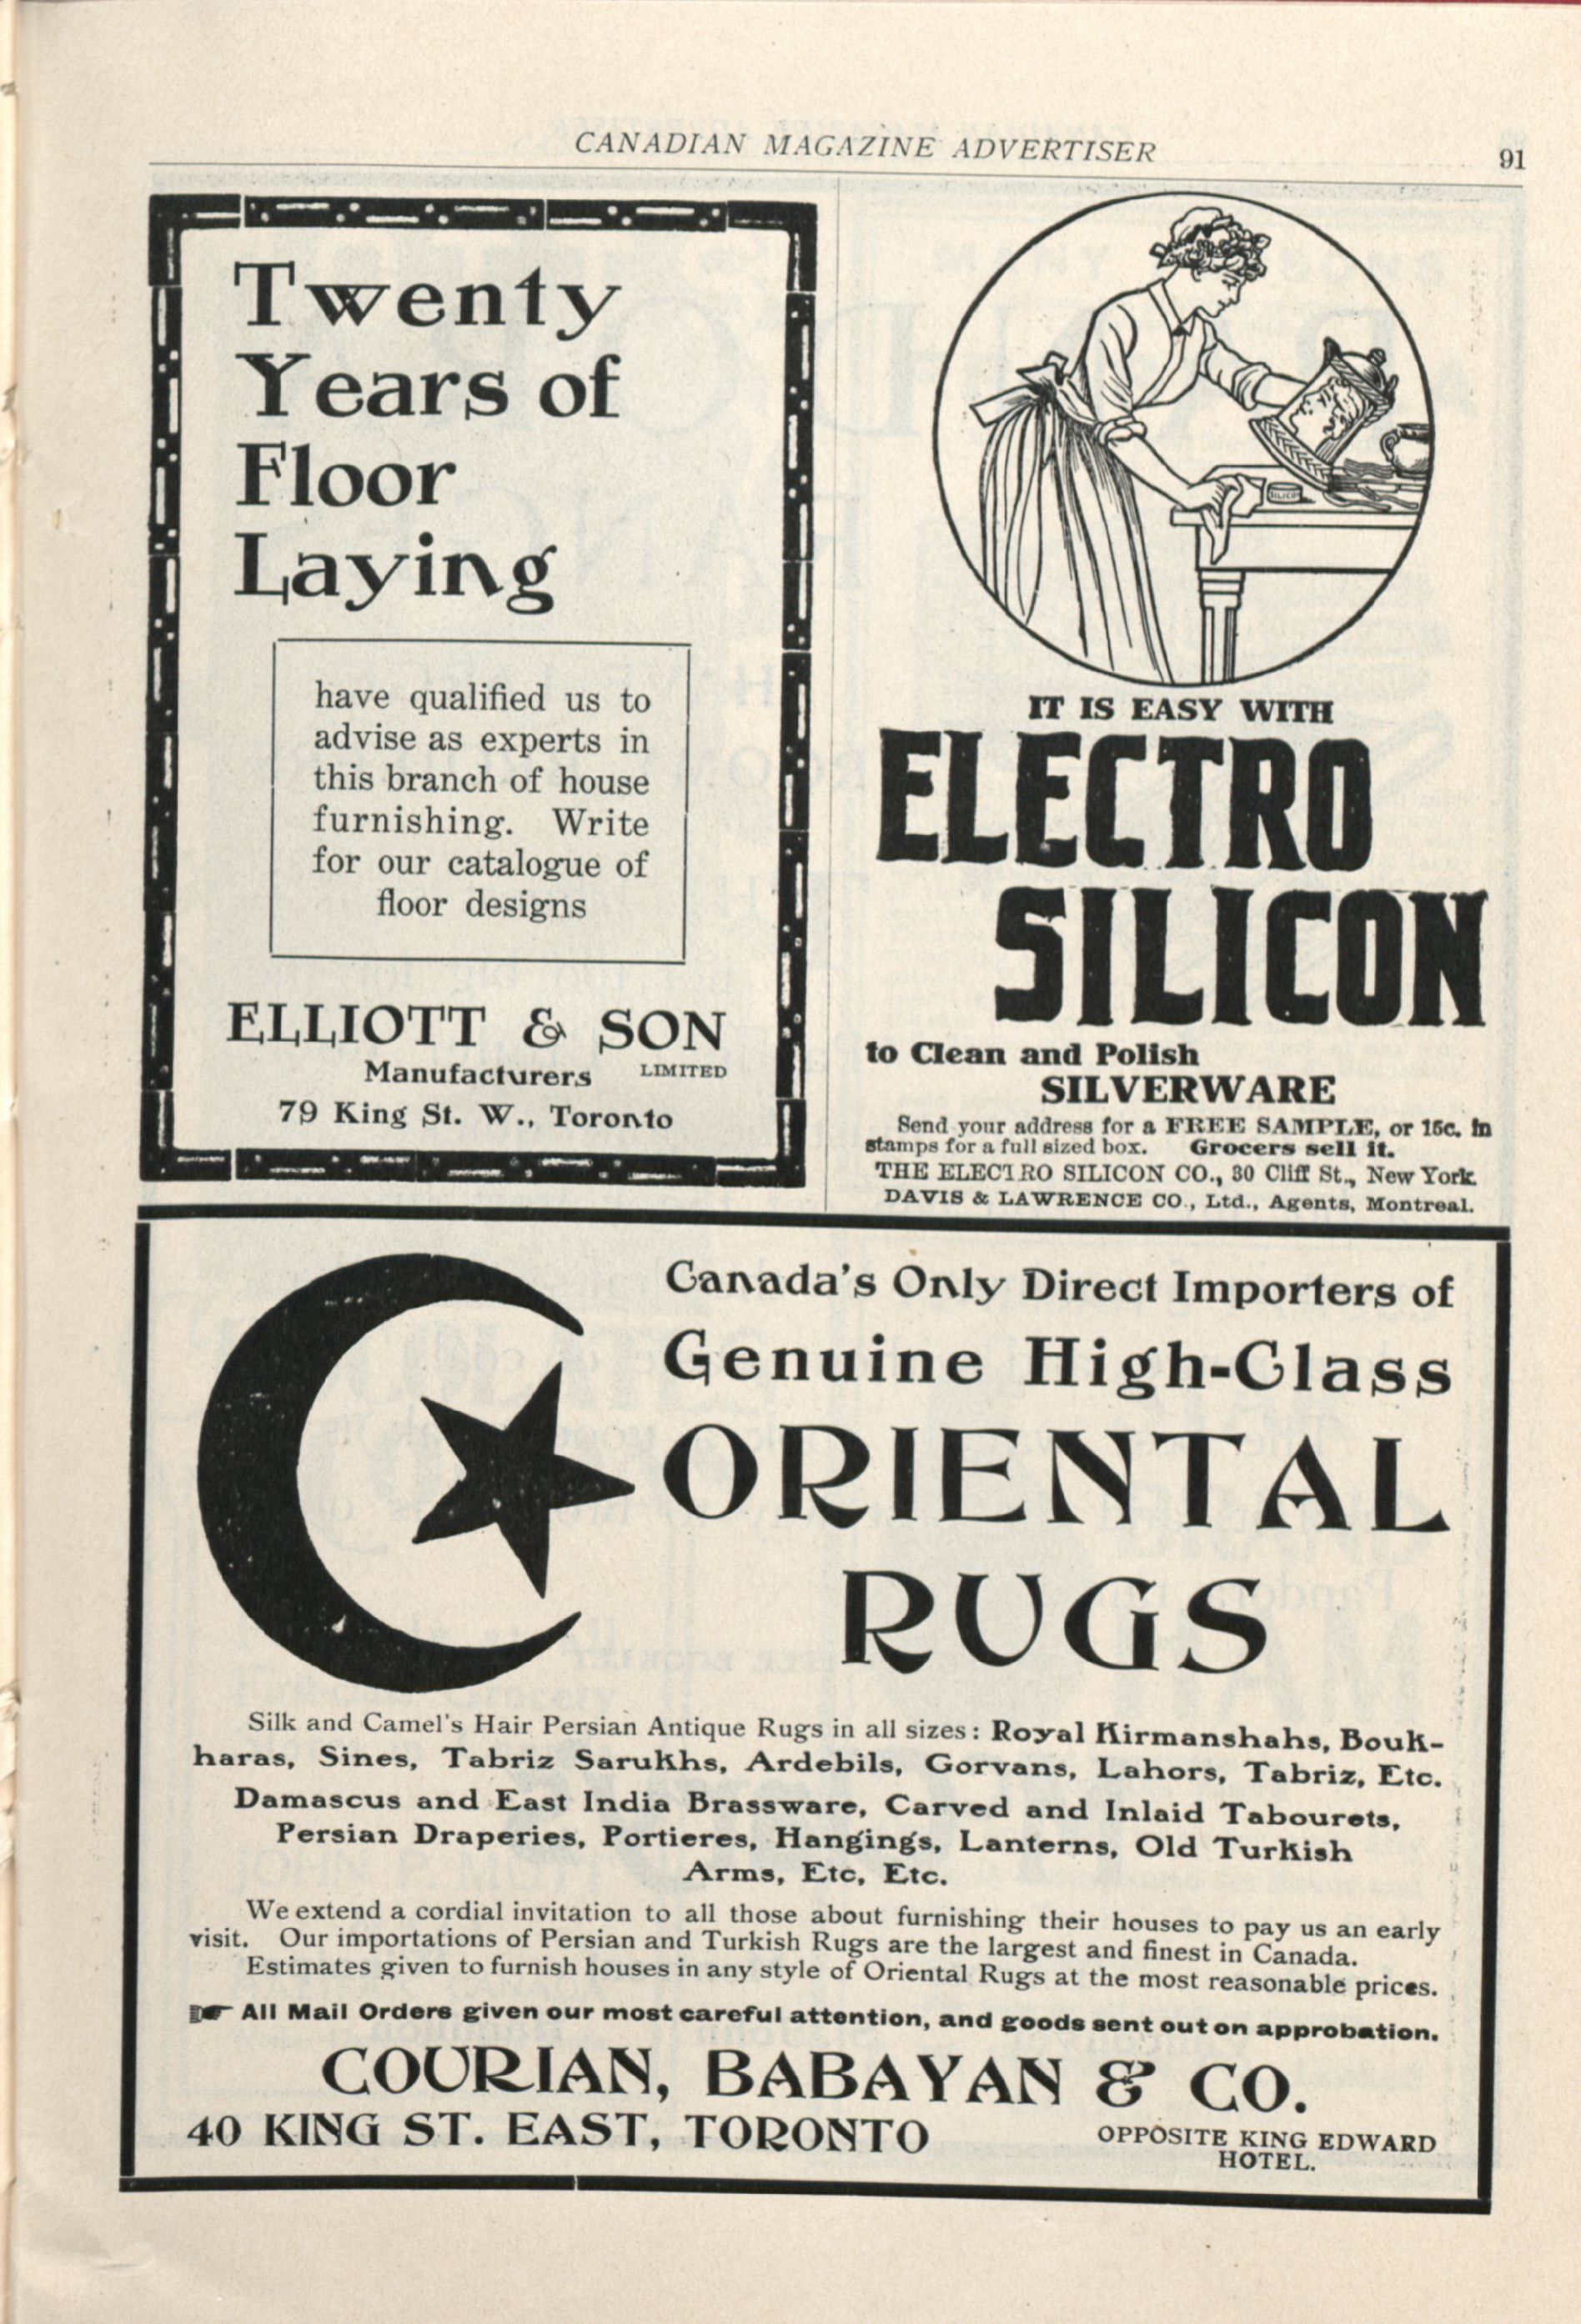 CANADIAN MAGAZINE ADVERTISER
91
Twenty
Years of
Floor
Laying
have qualified us to
advise as experts in
this branch of house
furnishing. Write
for our catalogue of
floor designs
ELLIOTT & SON
Manufacturers LIMITED
79 King St. W., Toronto
SILICON
IT IS EASY WITH
ELECTRO
SILICON
to Clean and Polish
SILVERWARE
Send your address for a FREE SAMPLE, or 15c. in
stamps for a full sized box. Grocers sell it.
THE ELECTRO SILICON CO., 30 Cliff St., New York.
DAVIS & LAWRENCE CO., Ltd., Agents, Montreal.
Canada's Only Direct Importers of
Genuine High-Class
ORIENTAL
RUGS
Silk and Camel's Hair Persian Antique Rugs in all sizes: Royal Kirmanshahs, Bouk-
haras, Sines, Tabriz Sarukhs, Ardebils, Gorvans, Lahors, Tabriz, Etc.
Damascus and East India Brassware, Carved and Inlaid Tabourets,
Persian Draperies, Portieres, Hangings, Lanterns, Old Turkish
Arms, Etc, Etc.
We extend a cordial invitation to all those about furnishing their houses to pay us an early
visit. Our importations of Persian and Turkish Rugs are the largest and finest in Canada.
Estimates given to furnish houses in any style of Oriental Rugs at the most reasonable prices.
☛ All Mail Orders given our most careful attention, and goods sent out on approbation.
COURIAN, BABAYAN & CO.
40 KING ST. EAST, TORONTO
OPPOSITE KING EDWARD
HOTEL.